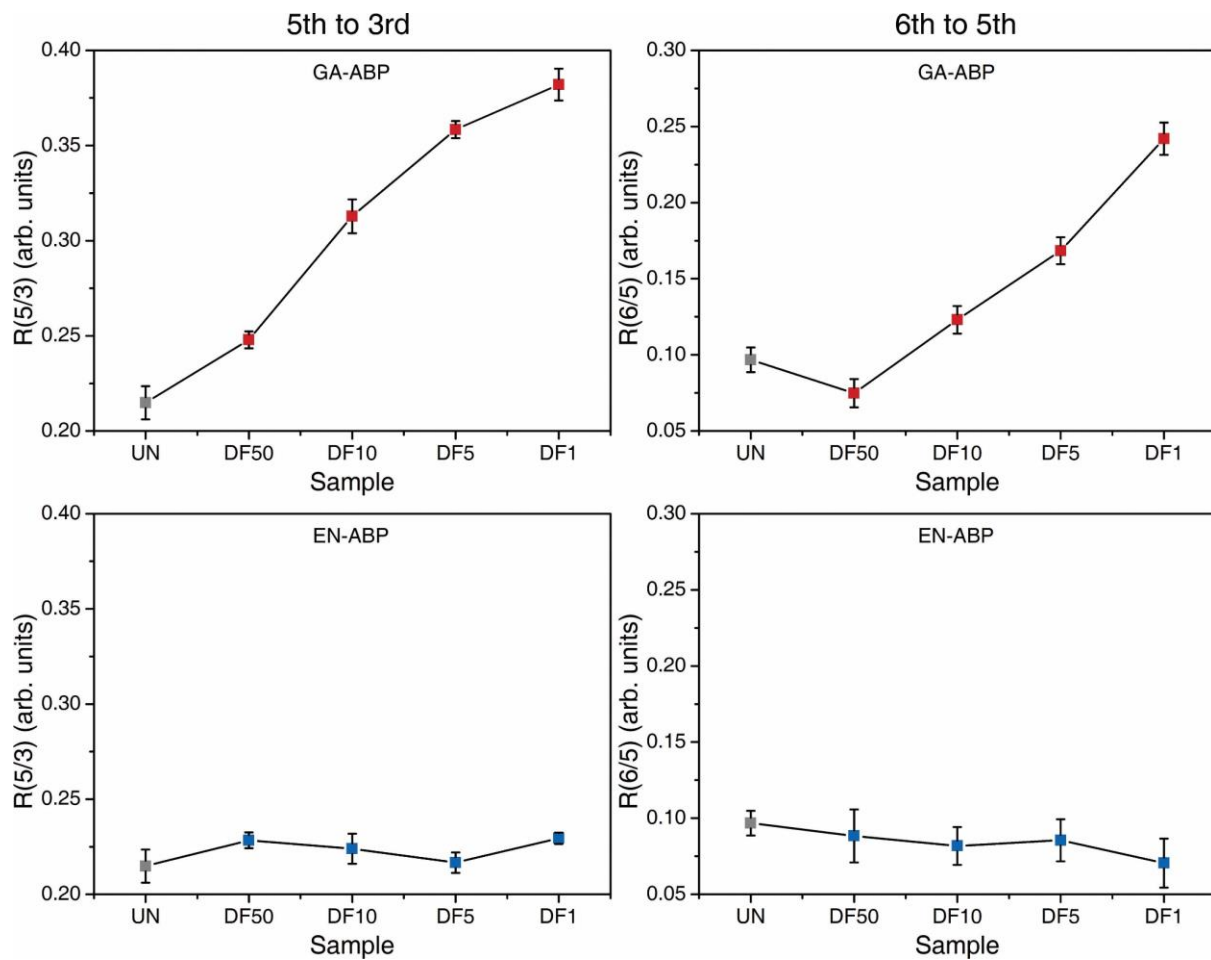 5th to 3rd
GA-ABP
R(5/3) (arb. units)
0.40
0.35
0.30
0.25
0.20
UN DF50 DF10 DF5 DF1
Sample
6th to 5th
GA-ABP
R(6/5) (arb. units)
0.30
0.25
0.20
0.15
0.10
0.05
UN DF50 DF10 DF5 DF1
Sample
EN-ABP
R(5/3) (arb. units)
0.40
0.35
0.30
0.25
0.20
UN DF50 DF10 DF5 DF1
Sample
EN-ABP
R(6/5) (arb. units)
0.30
0.25
0.20
0.15
0.10
0.05
UN DF50 DF10 DF5 DF1
Sample